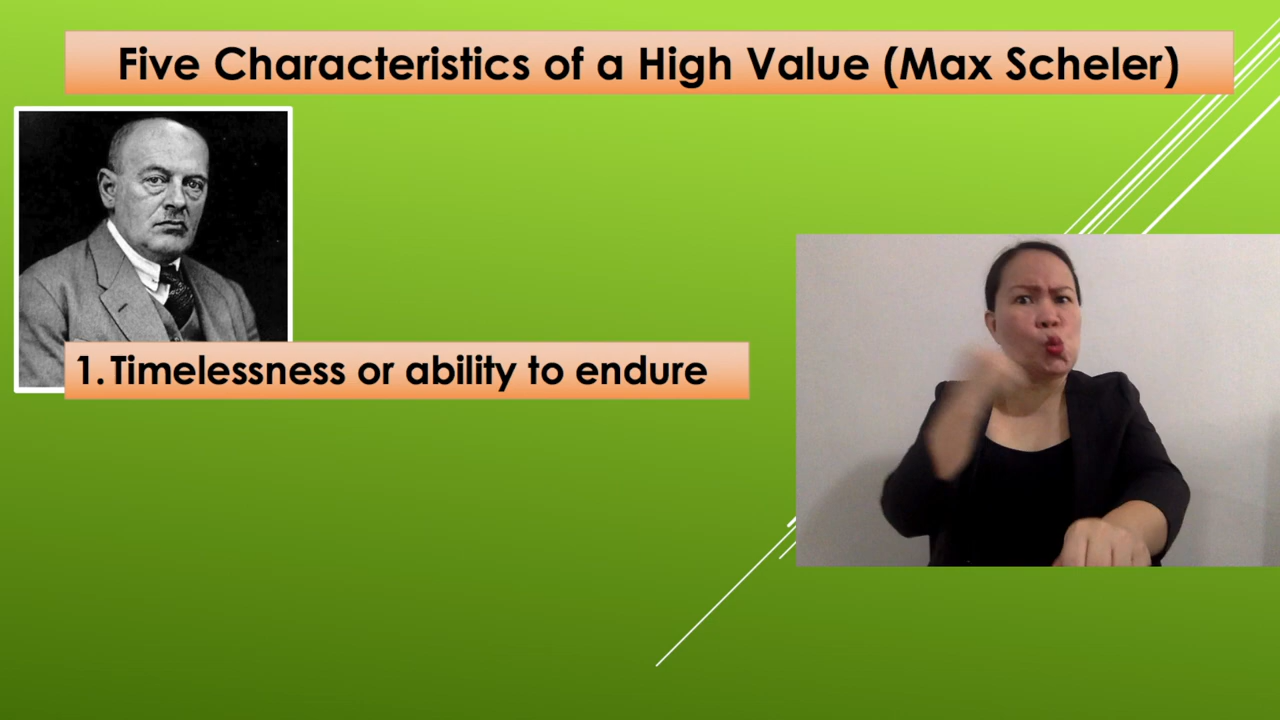 Five Characteristics of a High Value (Max Scheler)
1. Timelessness or ability to endure